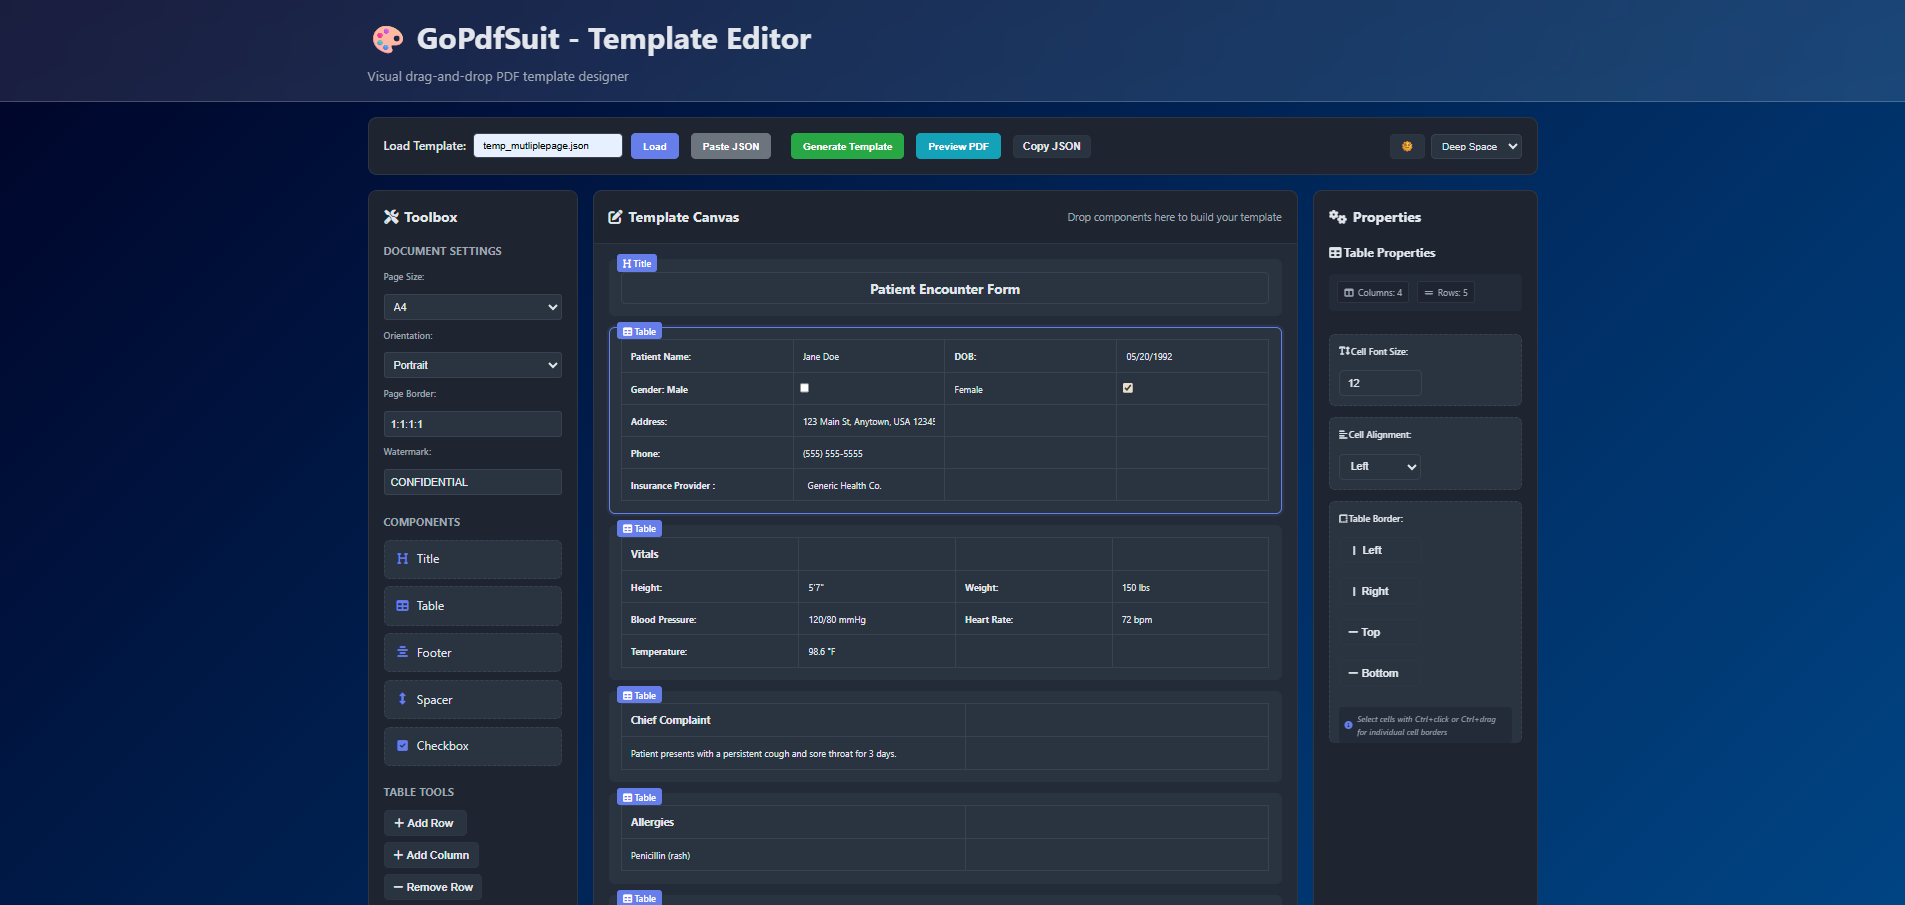 GoPdfSuit - Template Editor
Visual drag-and-drop PDF template designer
Load Template: temp_mutliplepage.json Load Paste JSON Generate Template Preview PDF Copy JSON Deep Space
Toolbox
DOCUMENT SETTINGS
Page Size:
A4
Orientation:
Portrait
Page Border:
1:1:1:1
Watermark:
CONFIDENTIAL
COMPONENTS
Title
Table
Footer
Spacer
Checkbox
TABLE TOOLS
Add Row
Add Column
Remove Row
Template Canvas Drop components here to build your template
Title
Patient Encounter Form
Table
Patient Name: Jane Doe DOB: 05/20/1992
Gender: Male Female
Address: 123 Main St, Anytown, USA 12345
Phone: (555) 555-5555
Insurance Provider : Generic Health Co.
Table
Vitals
Height: 5'7" Weight: 150 lbs
Blood Pressure: 120/80 mmHg Heart Rate: 72 bpm
Temperature: 98.6 °F
Table
Chief Complaint
Patient presents with a persistent cough and sore throat for 3 days.
Table
Allergies
Penicillin (rash)
Table
Properties
Table Properties
Columns: 4 Rows: 5
Cell Font Size:
12
Cell Alignment:
Left
Table Border:
Left
Right
Top
Bottom
Select cells with Ctrl+click or Ctrl+drag
for individual cell borders